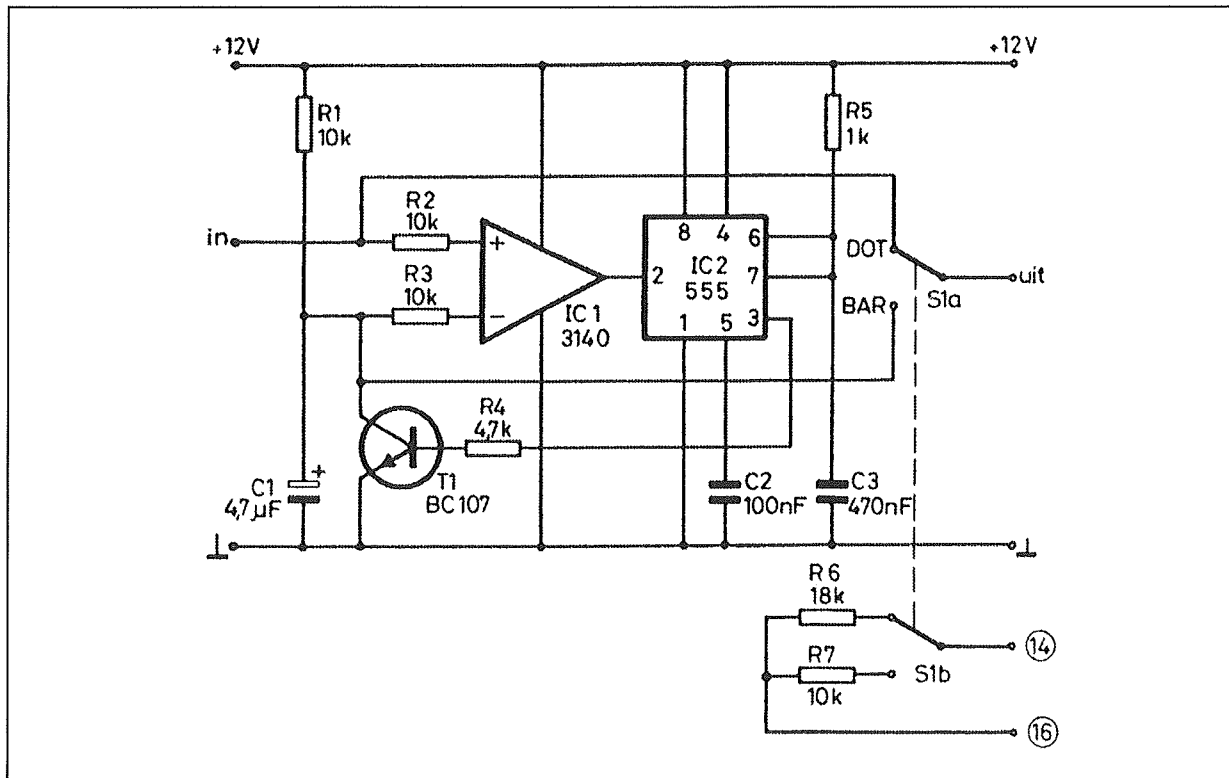 +12V
+12V
R1
10k
R5
1k
in
R2
10k
+
R3
10k
−
IC1
3140
8
4
6
2
IC2
555
7
1
5
3
DOT
BAR
S1a
uit
R4
4,7k
T1
BC107
+
C1
4,7µF
C2
100nF
C3
470nF
R6
18k
R7
10k
S1b
14
16